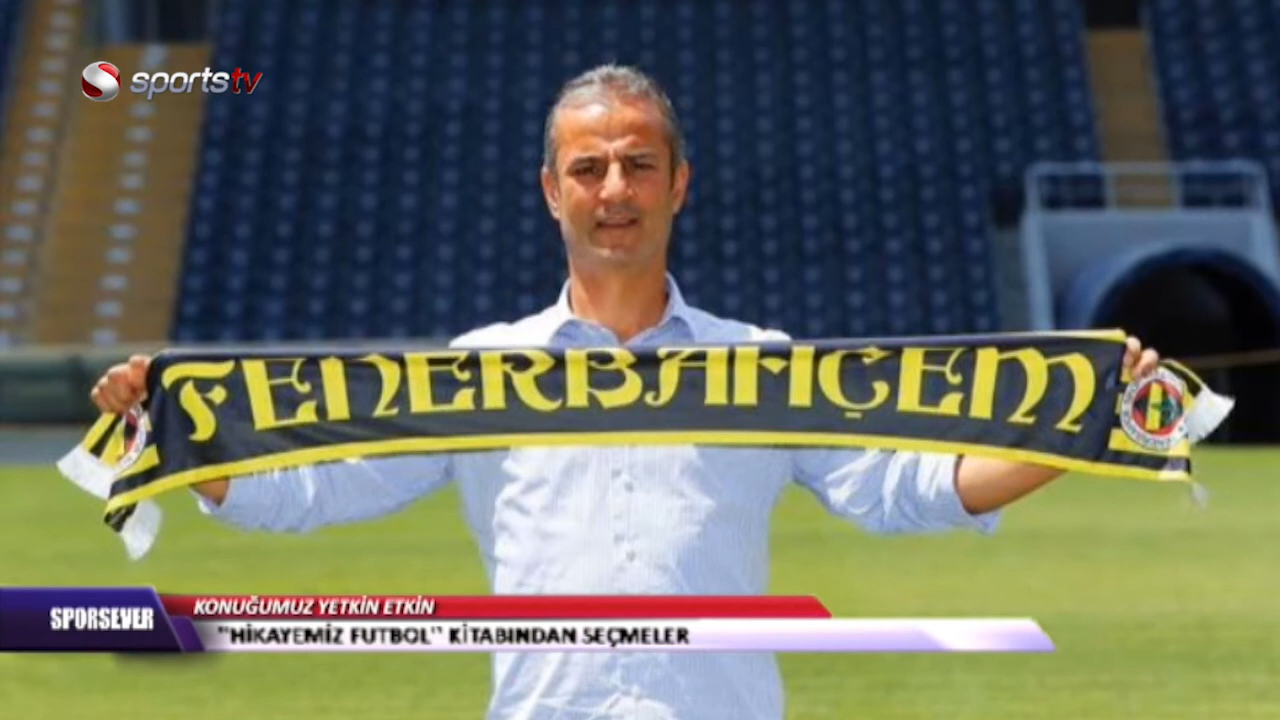 sportstv
FENERBAHÇEM
KONUĞUMUZ YETKİN ETKİN
SPORSEVER
"HİKAYEMİZ FUTBOL" KİTABINDAN SEÇMELER